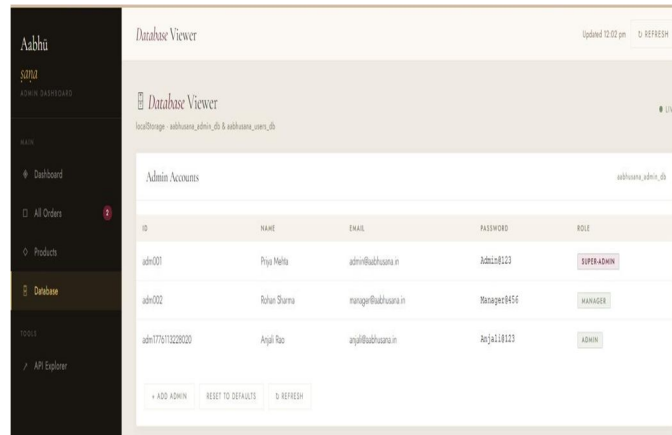 Aabhū
ṣaṇa
ADMIN DASHBOARD
MAIN
Dashboard
All Orders 2
Products
Database
TOOLS
API Explorer
Database Viewer
Updated 12:02 pm ↻ REFRESH
Database Viewer
localStorage · aabhusana_admin_db & aabhusana_users_db
Admin Accounts aabhusana_admin_db
ID NAME EMAIL PASSWORD ROLE
adm001 Priya Mehta admin@aabhusana.in Admin@123 SUPER-ADMIN
adm002 Rohan Sharma manager@aabhusana.in Manager@456 MANAGER
adm1776113228020 Anjali Rao anjali@aabhusana.in Anjali@123 ADMIN
+ ADD ADMIN RESET TO DEFAULTS ↻ REFRESH